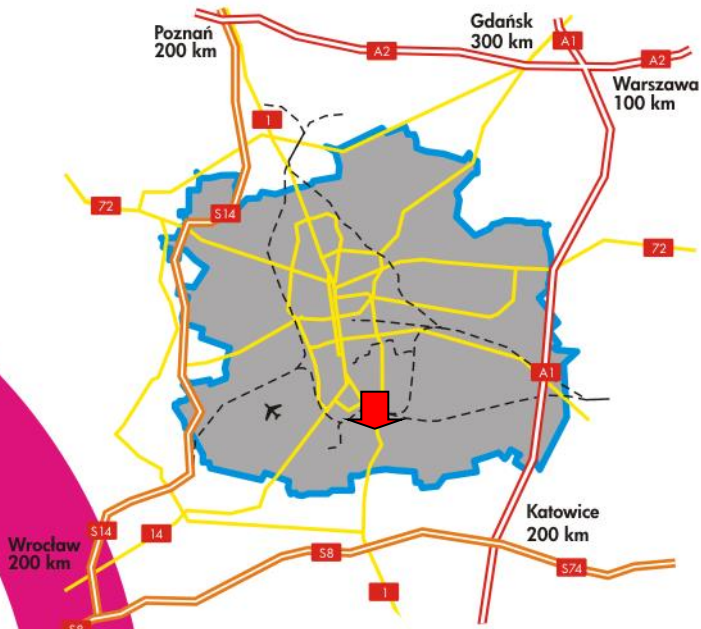 Poznań
200 km
Gdańsk
300 km
A1
A2
A2
Warszawa
100 km
1
72
S14
72
A1
Katowice
200 km
S14
14
Wrocław
200 km
S8
S74
1
S8